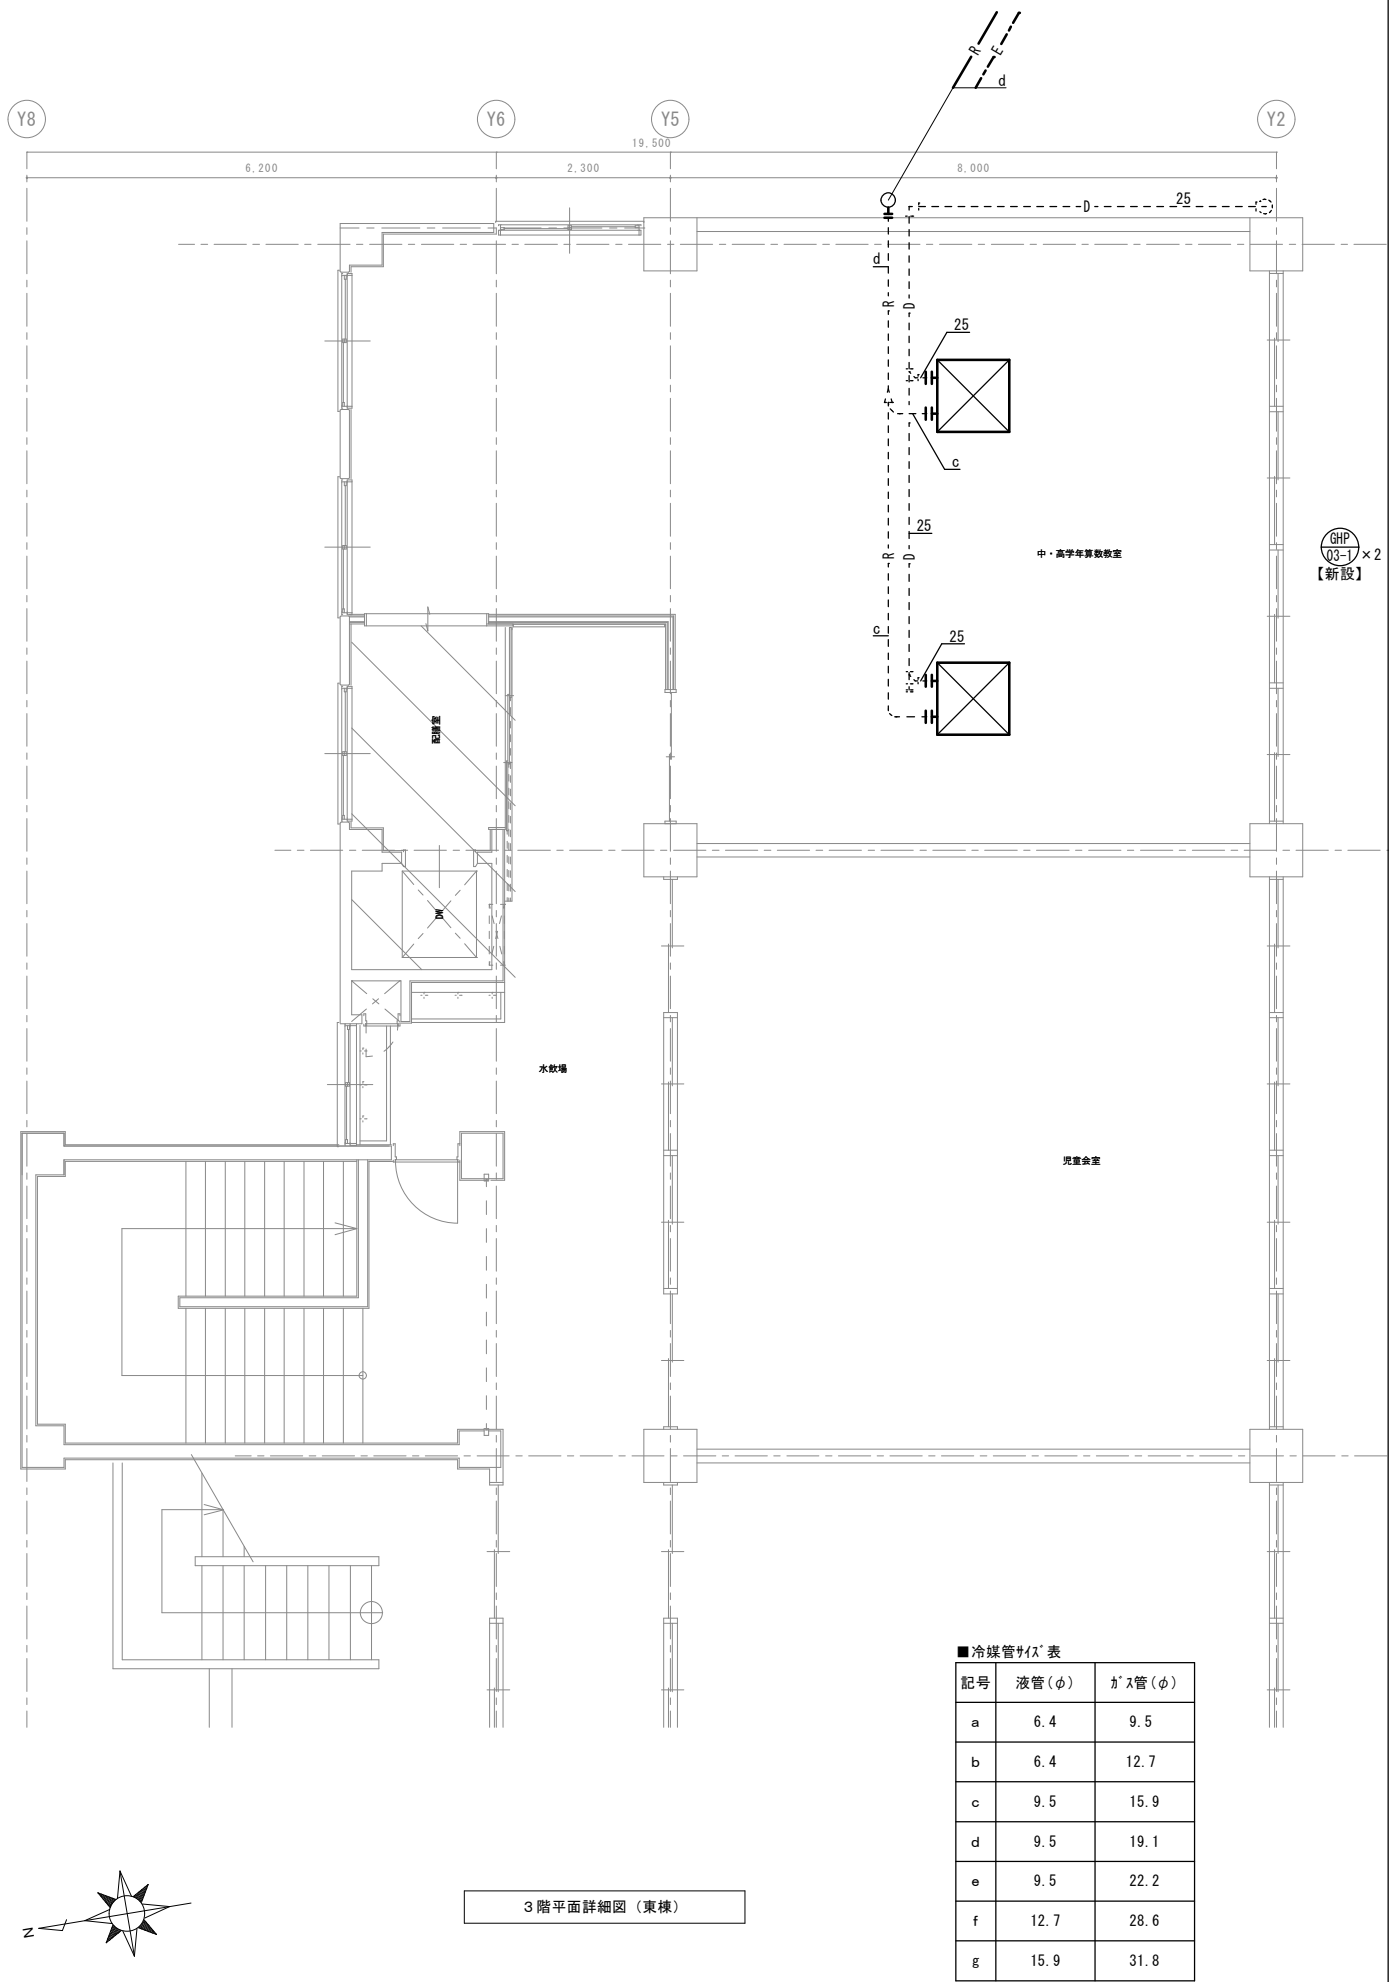 R
E
d
Y8
Y6
Y5
Y2
19,500
6,200
2,300
8,000
D
25
d
R
D
25
c
25
R
D
中・高学年算数教室
GHP
03-1
×2
【新設】
c
25
配膳室
DW
水飲場
児童会室
■冷媒管ｻｲｽﾞ表
記号 液管(φ) ｶﾞｽ管(φ)
a 6.4 9.5
b 6.4 12.7
c 9.5 15.9
d 9.5 19.1
e 9.5 22.2
f 12.7 28.6
g 15.9 31.8
N
3階平面詳細図（東棟）